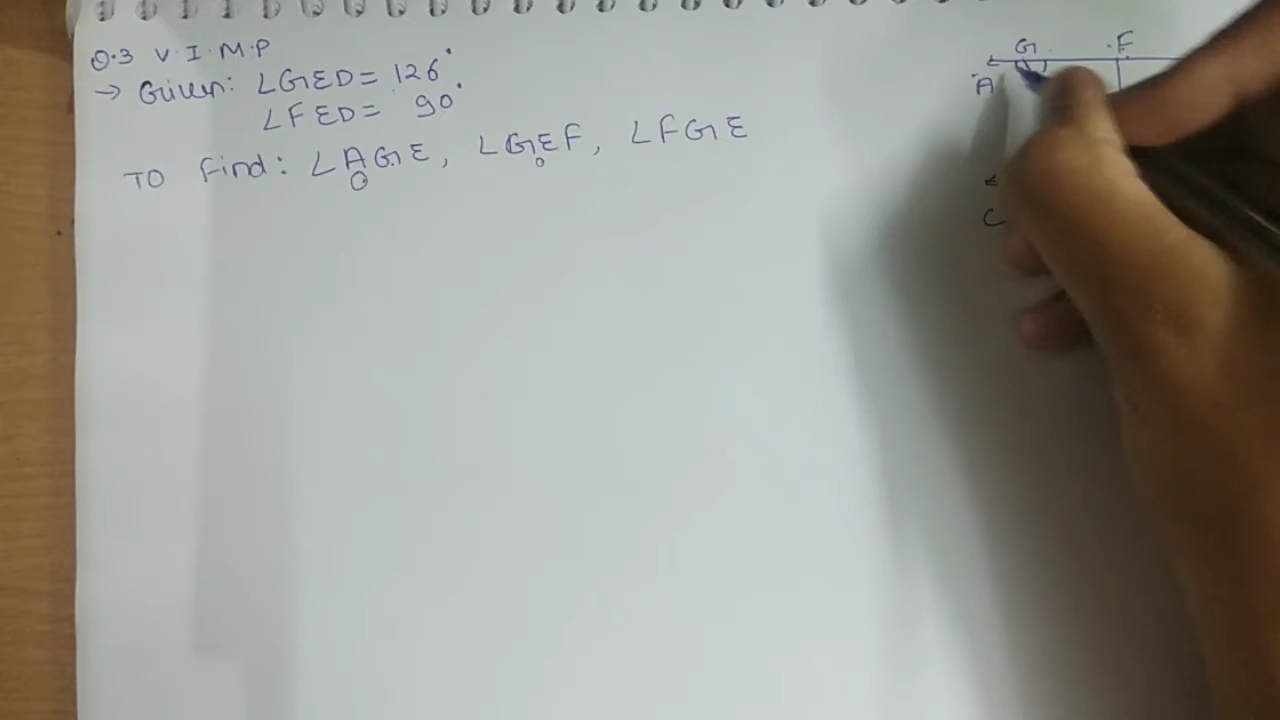 Q.3 V.I.M.P
→ Given: ∠GED = 126°
∠FED = 90°
To find: ∠AGE, ∠GEF, ∠FGE
G F
A
C